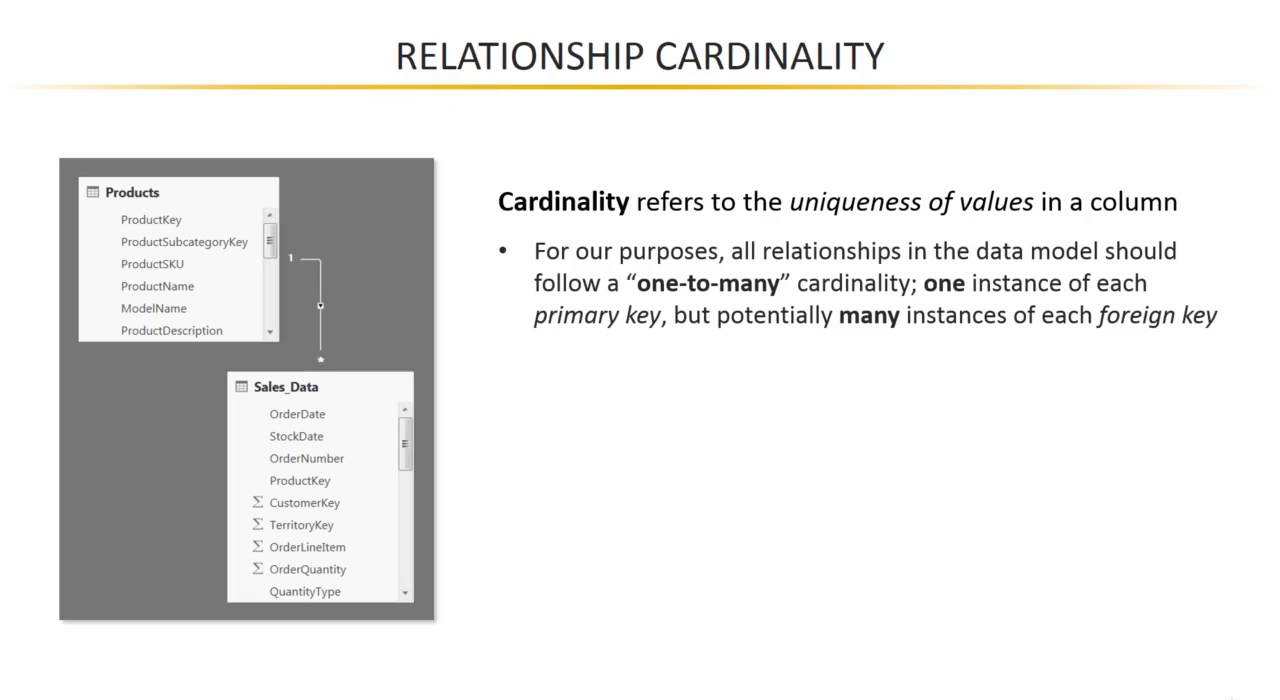 RELATIONSHIP CARDINALITY
Products
ProductKey
ProductSubcategoryKey
ProductSKU
ProductName
ModelName
ProductDescription
1
*
Sales_Data
OrderDate
StockDate
OrderNumber
ProductKey
Σ CustomerKey
Σ TerritoryKey
Σ OrderLineItem
Σ OrderQuantity
QuantityType
Cardinality refers to the uniqueness of values in a column
• For our purposes, all relationships in the data model should
follow a “one-to-many” cardinality; one instance of each
primary key, but potentially many instances of each foreign key